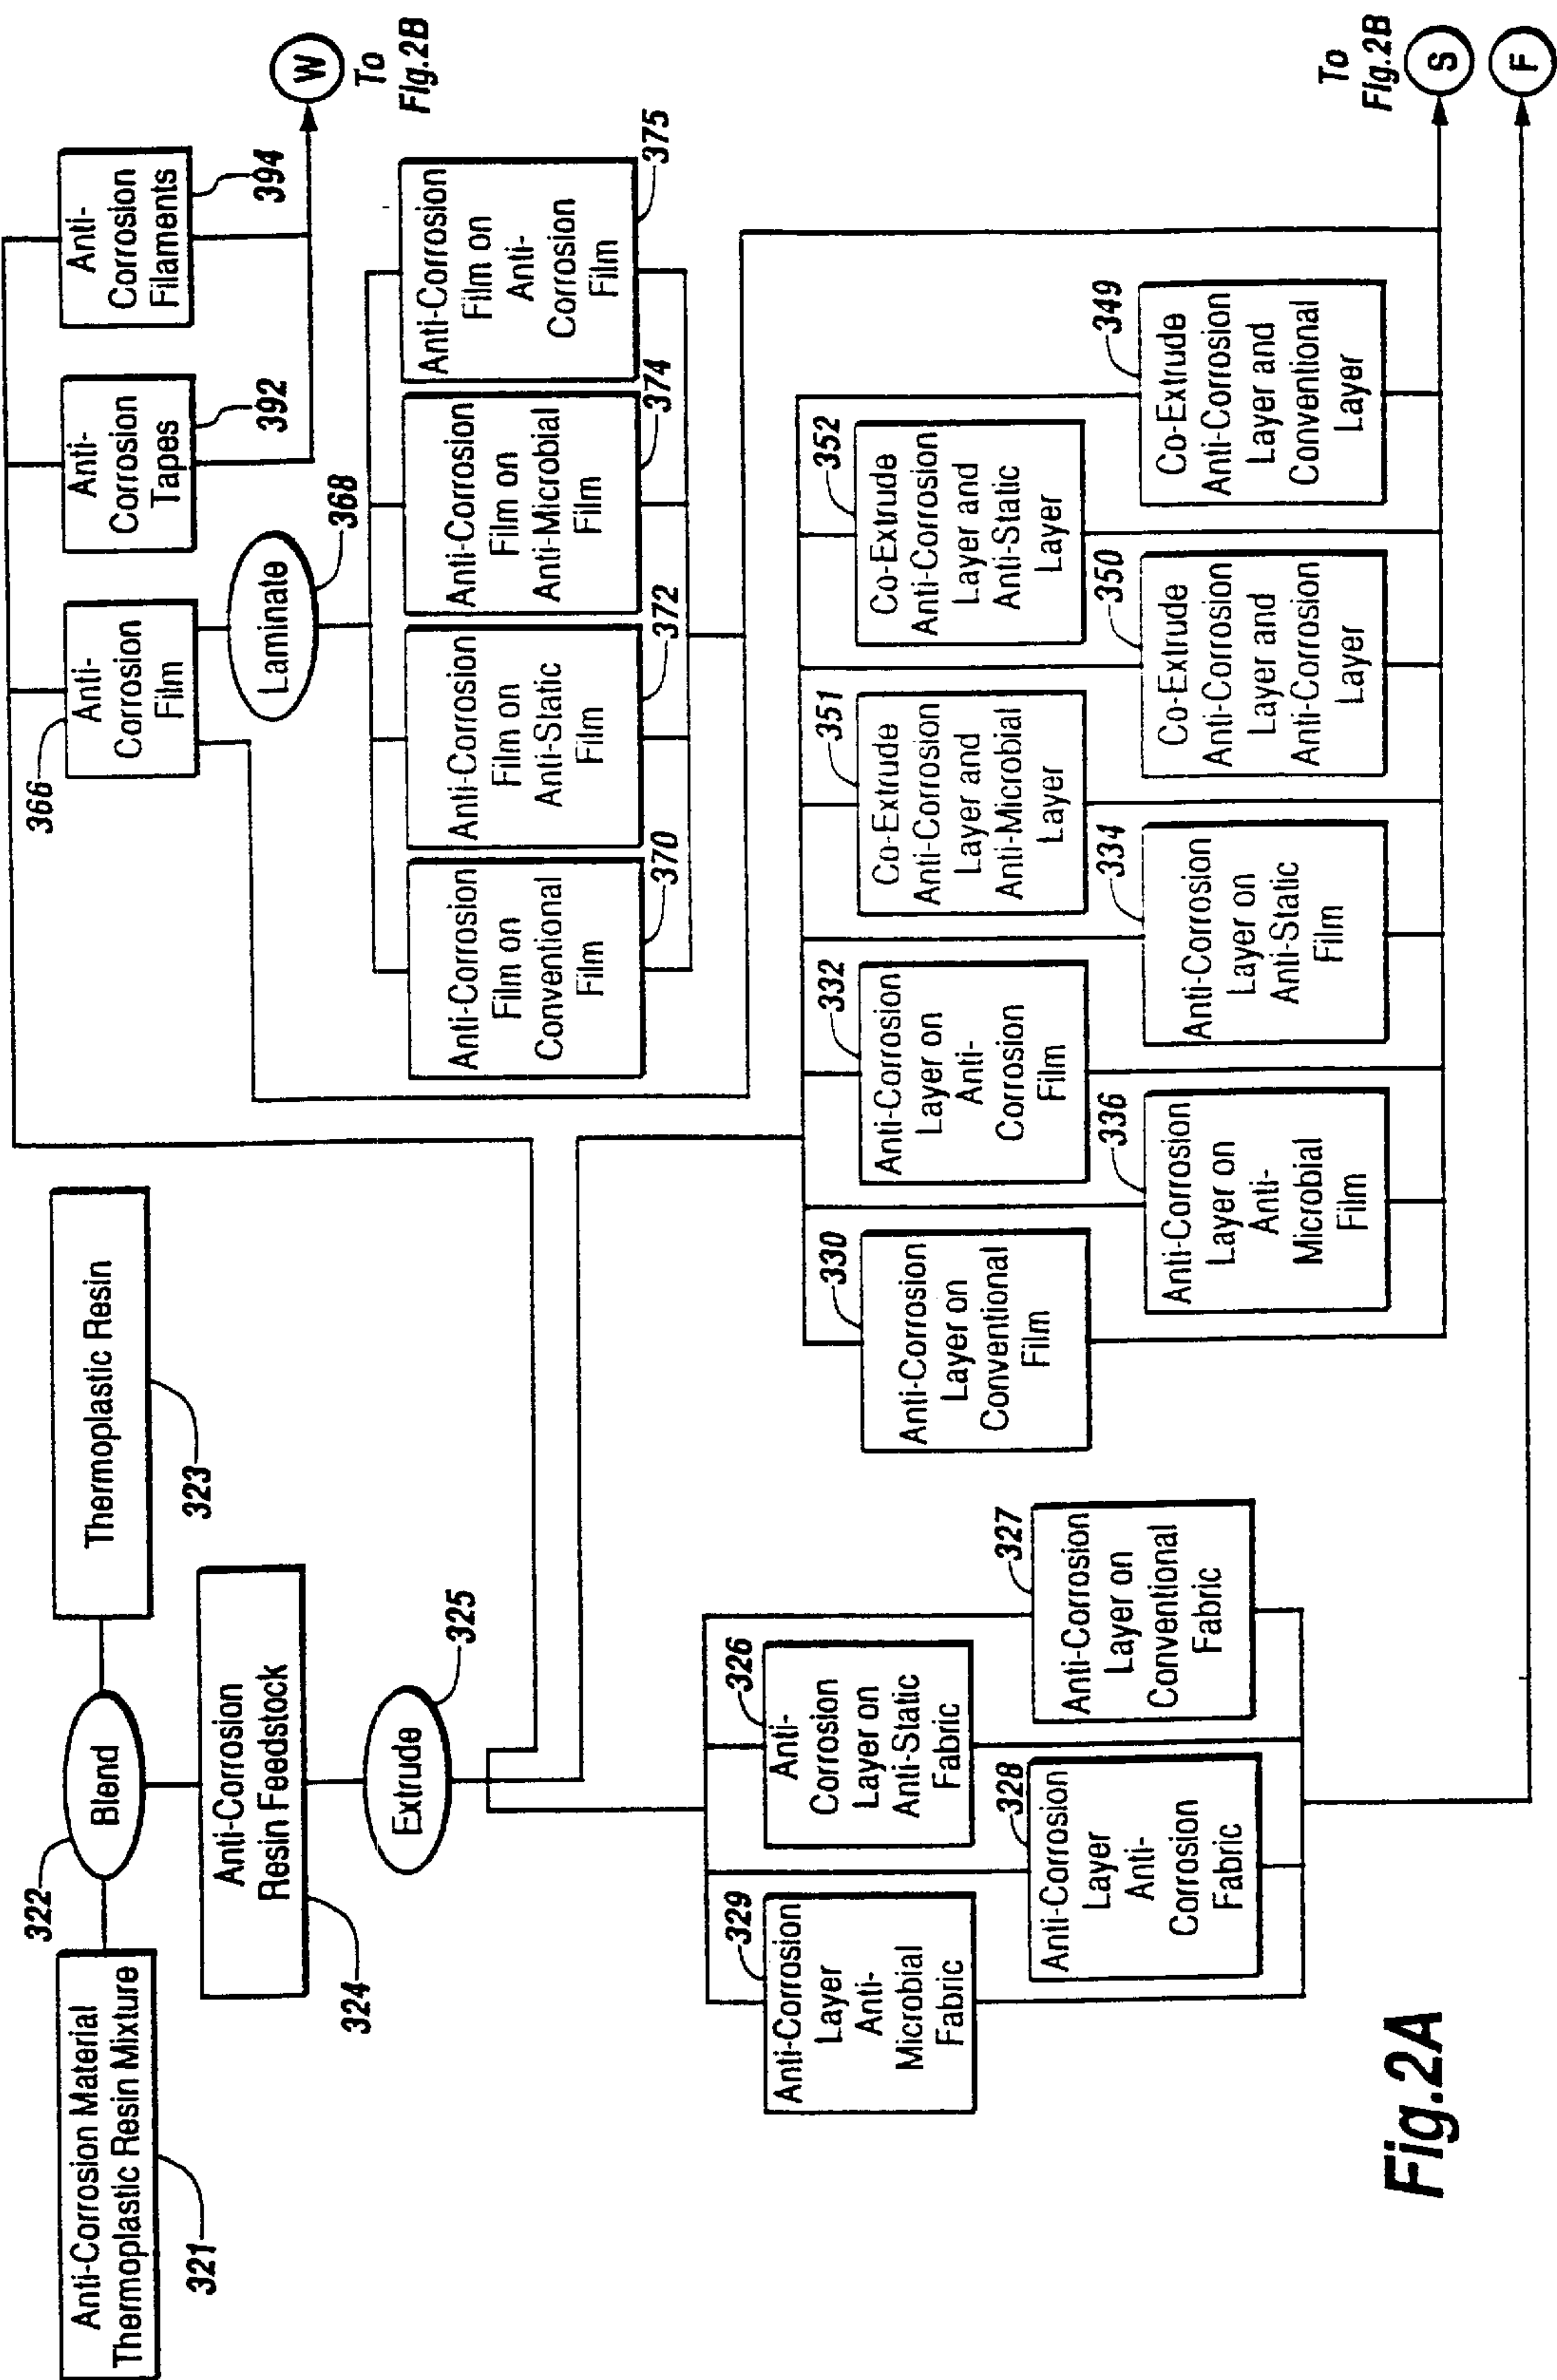 321
Anti-Corrosion Material
Thermoplastic Resin Mixture
322
Blend
Thermoplastic Resin
323
Anti-Corrosion
Resin Feedstock
324
Extrude
325
366
Anti-
Corrosion
Film
Anti-
Corrosion
Tapes
392
Anti-
Corrosion
Filaments
394
W
To
Fig.2B
Laminate
368
Anti-Corrosion
Film on
Conventional
Film
370
Anti-Corrosion
Film on
Anti-Static
Film
372
Anti-Corrosion
Film on
Anti-Microbial
Film
374
Anti-Corrosion
Film on
Anti-
Corrosion
Film
375
329
Anti-Corrosion
Layer
Anti-
Microbial
Fabric
326
Anti-
Corrosion
Layer on
Anti-Static
Fabric
328
Anti-Corrosion
Layer
Anti-
Corrosion
Fabric
327
Anti-Corrosion
Layer on
Conventional
Fabric
330
Anti-Corrosion
Layer on
Conventional
Film
332
Anti-Corrosion
Layer on
Anti-
Corrosion
Film
351
Co-Extrude
Anti-Corrosion
Layer and
Anti-Microbial
Layer
352
Co-Extrude
Anti-Corrosion
Layer and
Anti-Static
Layer
336
Anti-Corrosion
Layer on
Anti-
Microbial
Film
334
Anti-Corrosion
Layer on
Anti-Static
Film
350
Co-Extrude
Anti-Corrosion
Layer and
Anti-Corrosion
Layer
349
Co-Extrude
Anti-Corrosion
Layer and
Conventional
Layer
To
Fig.2B
S
F
Fig.2A